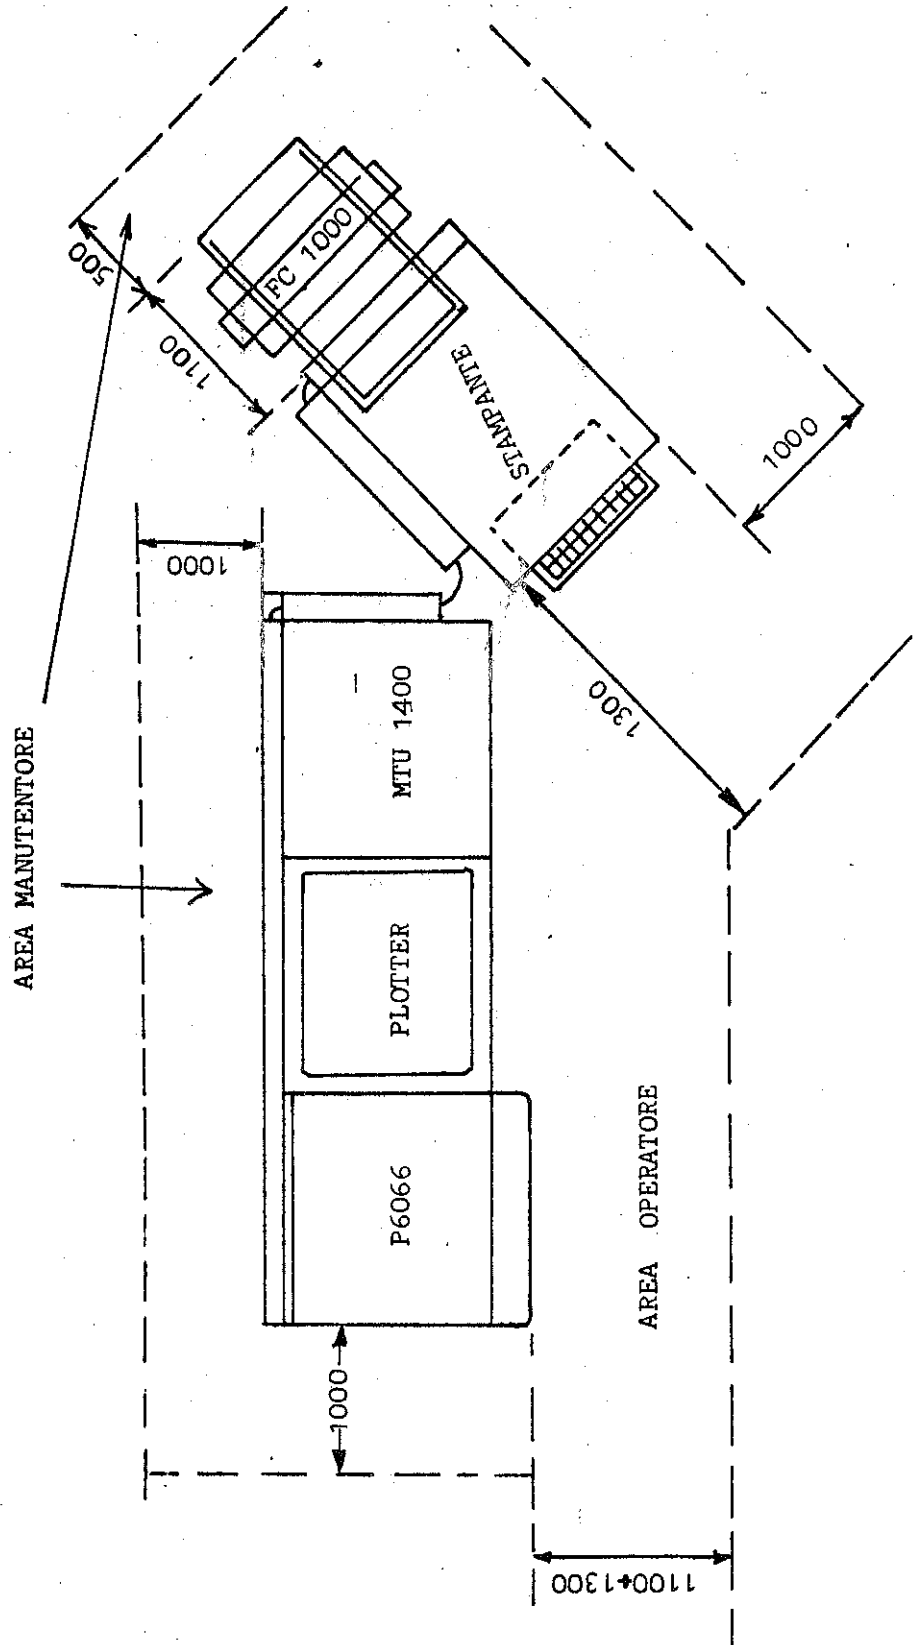 AREA MANUTENTORE
500
1100
FC 1000
STAMPANTE
1000
1000
1300
MTU 1400
PLOTTER
P6066
1000
AREA OPERATORE
1100÷1300